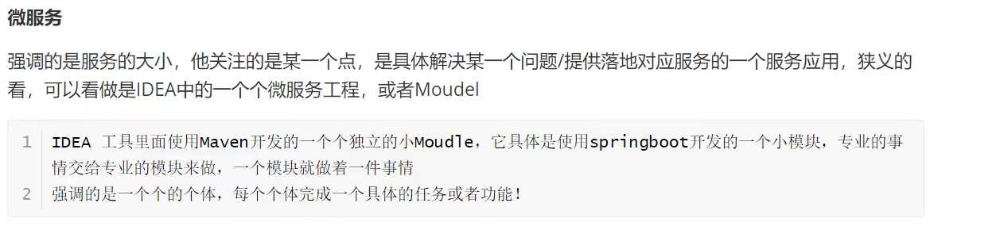 微服务
强调的是服务的大小，他关注的是某一个点，是具体解决某一个问题/提供落地对应服务的一个服务应用，狭义的
看，可以看做是IDEA中的一个个微服务工程，或者Moudel
1 IDEA 工具里面使用Maven开发的一个个独立的小Moudle，它具体是使用springboot开发的一个小模块，专业的事
情交给专业的模块来做，一个模块就做着一件事情
2 强调的是一个个的个体，每个个体完成一个具体的任务或者功能！